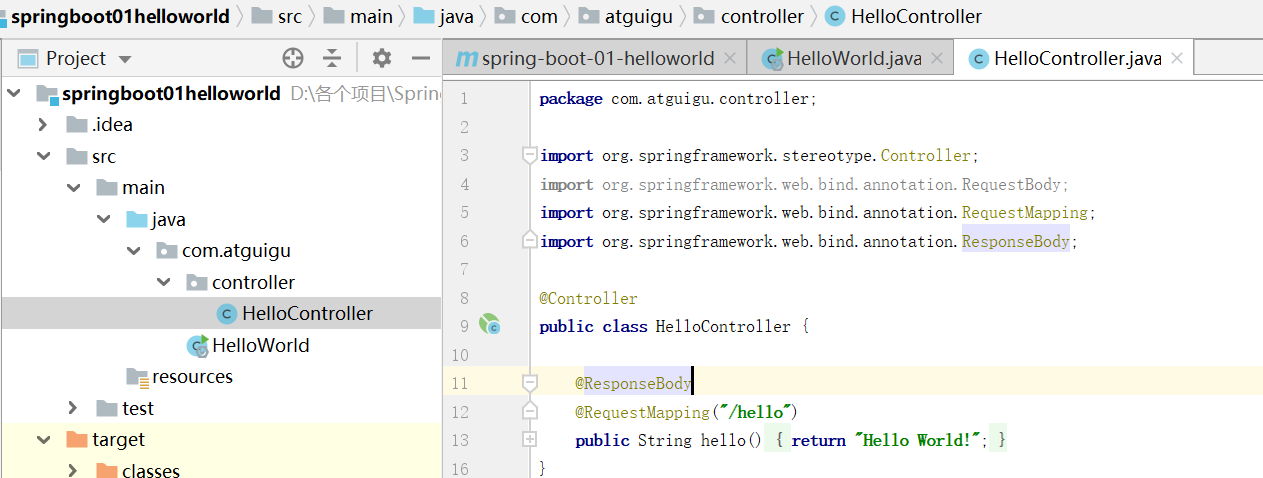 springboot01helloworld src main java com atguigu controller HelloController
Project
spring-boot-01-helloworld HelloWorld.java HelloController.java
springboot01helloworld D:\各个项目\Sprin
.idea
src
main
java
com.atguigu
controller
HelloController
HelloWorld
resources
test
target
classes
1 package com.atguigu.controller;
2
3 import org.springframework.stereotype.Controller;
4 import org.springframework.web.bind.annotation.RequestBody;
5 import org.springframework.web.bind.annotation.RequestMapping;
6 import org.springframework.web.bind.annotation.ResponseBody;
7
8 @Controller
9 public class HelloController {
10
11 @ResponseBody
12 @RequestMapping("/hello")
13 public String hello() { return "Hello World!"; }
16 }